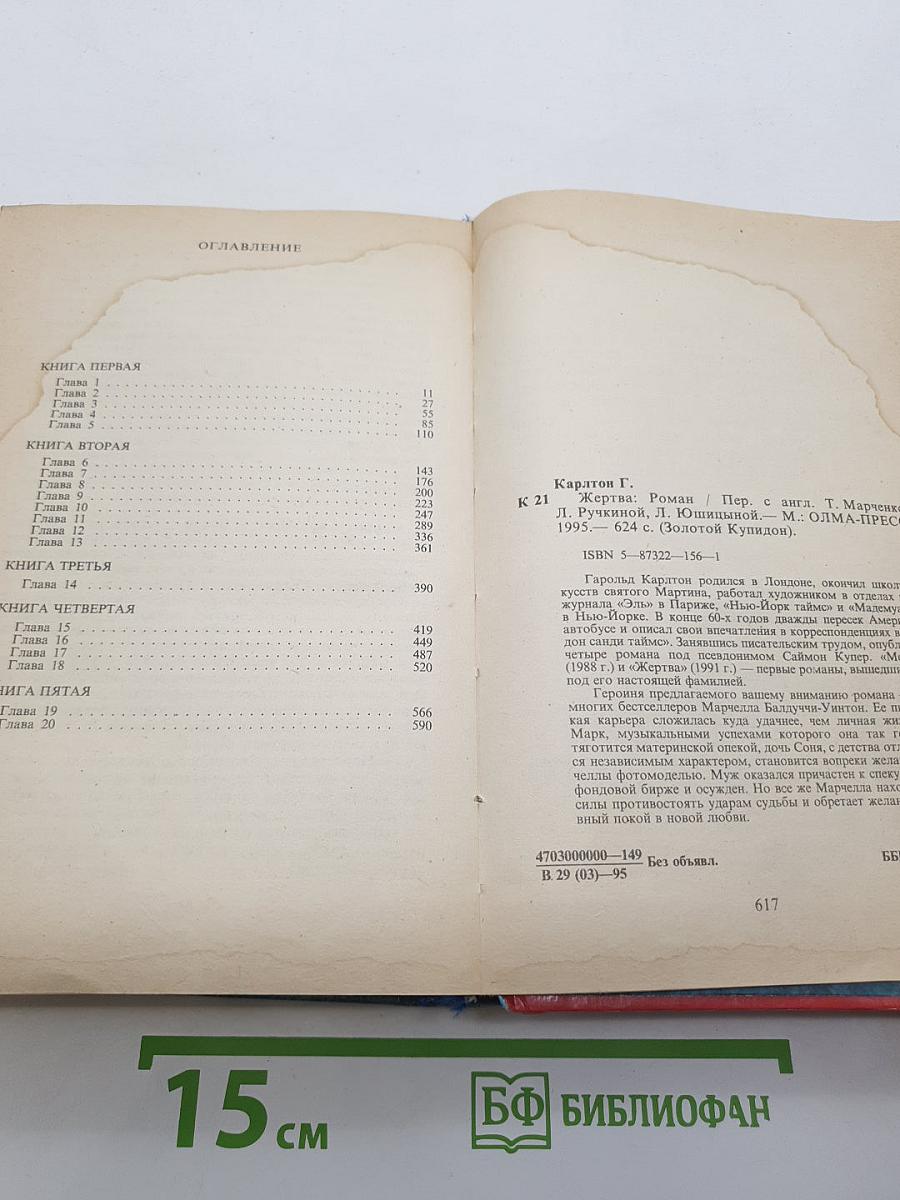 ОГЛАВЛЕНИЕ
КНИГА ПЕРВАЯ
Глава 1 . . . . . . . . . . 11
Глава 2 . . . . . . . . . . 27
Глава 3 . . . . . . . . . . 55
Глава 4 . . . . . . . . . . 85
Глава 5 . . . . . . . . . . 110
КНИГА ВТОРАЯ
Глава 6 . . . . . . . . . . 143
Глава 7 . . . . . . . . . . 176
Глава 8 . . . . . . . . . . 200
Глава 9 . . . . . . . . . . 223
Глава 10 . . . . . . . . . . 247
Глава 11 . . . . . . . . . . 289
Глава 12 . . . . . . . . . . 336
Глава 13 . . . . . . . . . . 361
КНИГА ТРЕТЬЯ
Глава 14 . . . . . . . . . . 390
КНИГА ЧЕТВЕРТАЯ
Глава 15 . . . . . . . . . . 419
Глава 16 . . . . . . . . . . 449
Глава 17 . . . . . . . . . . 487
Глава 18 . . . . . . . . . . 520
НИГА ПЯТАЯ
Глава 19 . . . . . . . . . . 566
Глава 20 . . . . . . . . . . 590
Карлтон Г.
К 21 Жертва: Роман / Пер. с англ. Т. Марченко
Л. Ручкиной, Л. Юшицыной.— М.: ОЛМА-ПРЕСС
1995.— 624 с. (Золотой Купидон).
ISBN 5—87322—156—1
Гарольд Карлтон родился в Лондоне, окончил школ
кусств святого Мартина, работал художником в отделах
журнала «Эль» в Париже, «Нью-Йорк таймс» и «Мадемуа
в Нью-Йорке. В конце 60-х годов дважды пересек Амери
автобусе и описал свои впечатления в корреспонденциях в
дон санди таймс». Занявшись писательским трудом, опубл
четыре романа под псевдонимом Саймон Купер. «Ме
(1988 г.) и «Жертва» (1991 г.) — первые романы, вышедши
под его настоящей фамилией.
Героиня предлагаемого вашему вниманию романа
многих бестселлеров Марчелла Балдуччи-Уинтон. Ее пи
кая карьера сложилась куда удачнее, чем личная жиз
Марк, музыкальными успехами которого она так го
тяготится материнской опекой, дочь Соня, с детства отл
ся независимым характером, становится вопреки жела
челлы фотомоделью. Муж оказался причастен к спеку
фондовой бирже и осужден. Но все же Марчелла нахо
силы противостоять ударам судьбы и обретает желан
вный покой в новой любви.
4703000000—149 Без объявл. ББ
В 29 (03)—95
617
15 см
БФ БИБЛИОФАН